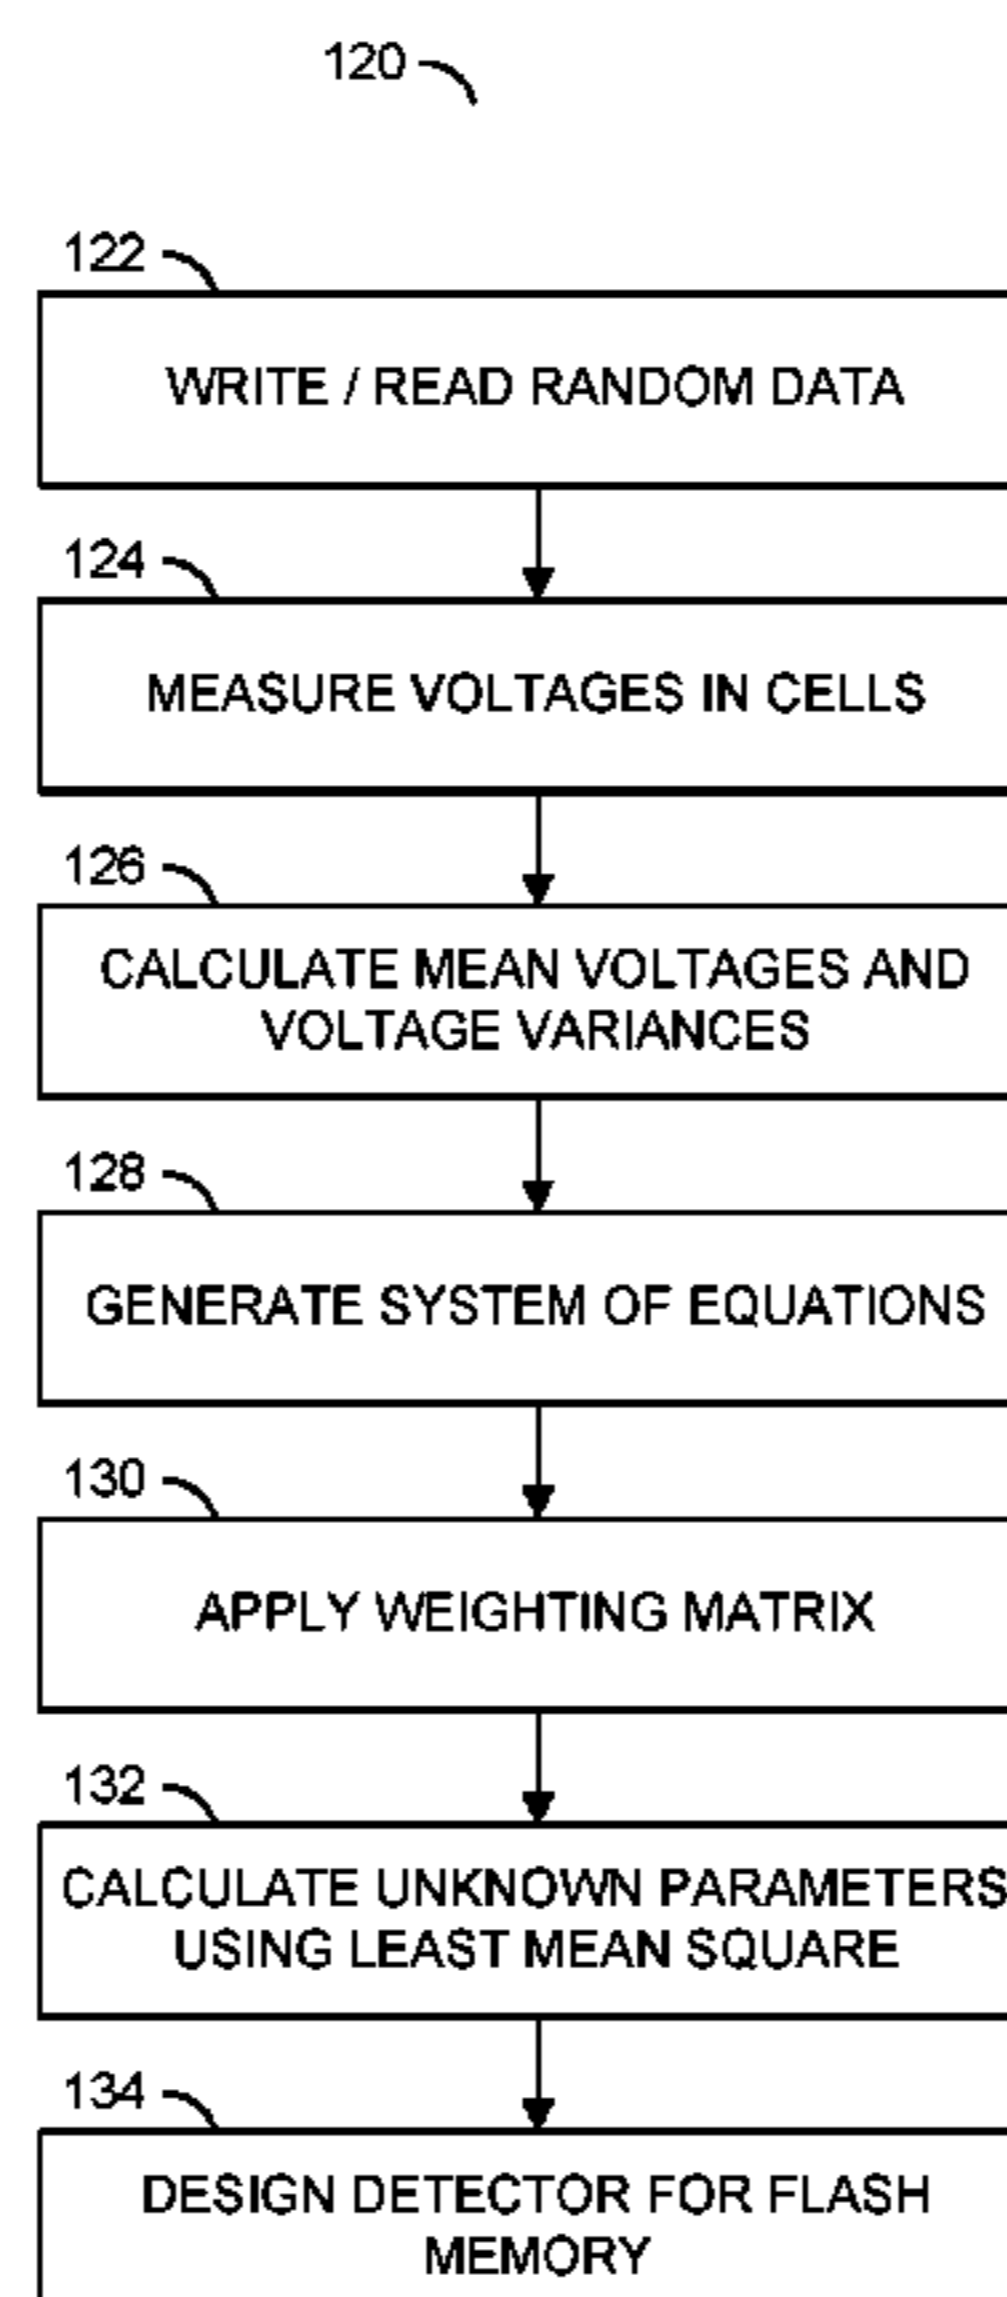 120
122
WRITE / READ RANDOM DATA
124
MEASURE VOLTAGES IN CELLS
126
CALCULATE MEAN VOLTAGES AND
VOLTAGE VARIANCES
128
GENERATE SYSTEM OF EQUATIONS
130
APPLY WEIGHTING MATRIX
132
CALCULATE UNKNOWN PARAMETERS
USING LEAST MEAN SQUARE
134
DESIGN DETECTOR FOR FLASH
MEMORY